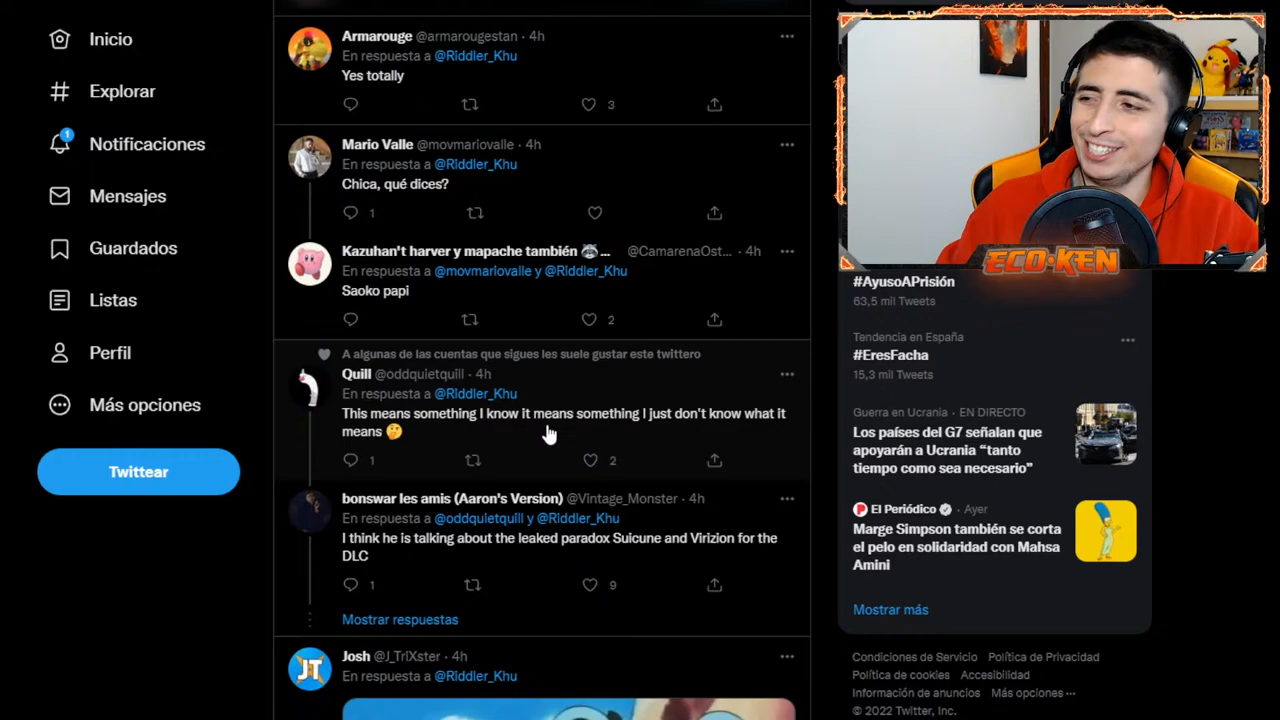 Inicio
Explorar
1
Notificaciones
Mensajes
Guardados
Listas
Perfil
Más opciones
Twittear
Armarouge @armarougestan · 4h
En respuesta a @Riddler_Khu
Yes totally
3
Mario Valle @movmariovalle · 4h
En respuesta a @Riddler_Khu
Chica, qué dices?
1
Kazuhan't harver y mapache también 🦝... @CamarenaOst... · 4h
En respuesta a @movmariovalle y @Riddler_Khu
Saoko papi
2
A algunas de las cuentas que sigues les suele gustar este twittero
Quill @oddquietquill · 4h
En respuesta a @Riddler_Khu
This means something I know it means something I just don't know what it
means 🤔
1 2
bonswar les amis (Aaron's Version) @Vintage_Monster · 4h
En respuesta a @oddquietquill y @Riddler_Khu
I think he is talking about the leaked paradox Suicune and Virizion for the
DLC
1 9
Mostrar respuestas
JT
Josh @J_TriXster · 4h
En respuesta a @Riddler_Khu
ECO-KEN
#AyusoAPrisión
63,5 mil Tweets
Tendencia en España
#EresFacha
15,3 mil Tweets
Guerra en Ucrania · EN DIRECTO
Los países del G7 señalan que
apoyarán a Ucrania “tanto
tiempo como sea necesario”
El Periódico · Ayer
Marge Simpson también se corta
el pelo en solidaridad con Mahsa
Amini
Mostrar más
Condiciones de Servicio Política de Privacidad
Política de cookies Accesibilidad
Información de anuncios Más opciones ···
© 2022 Twitter, Inc.